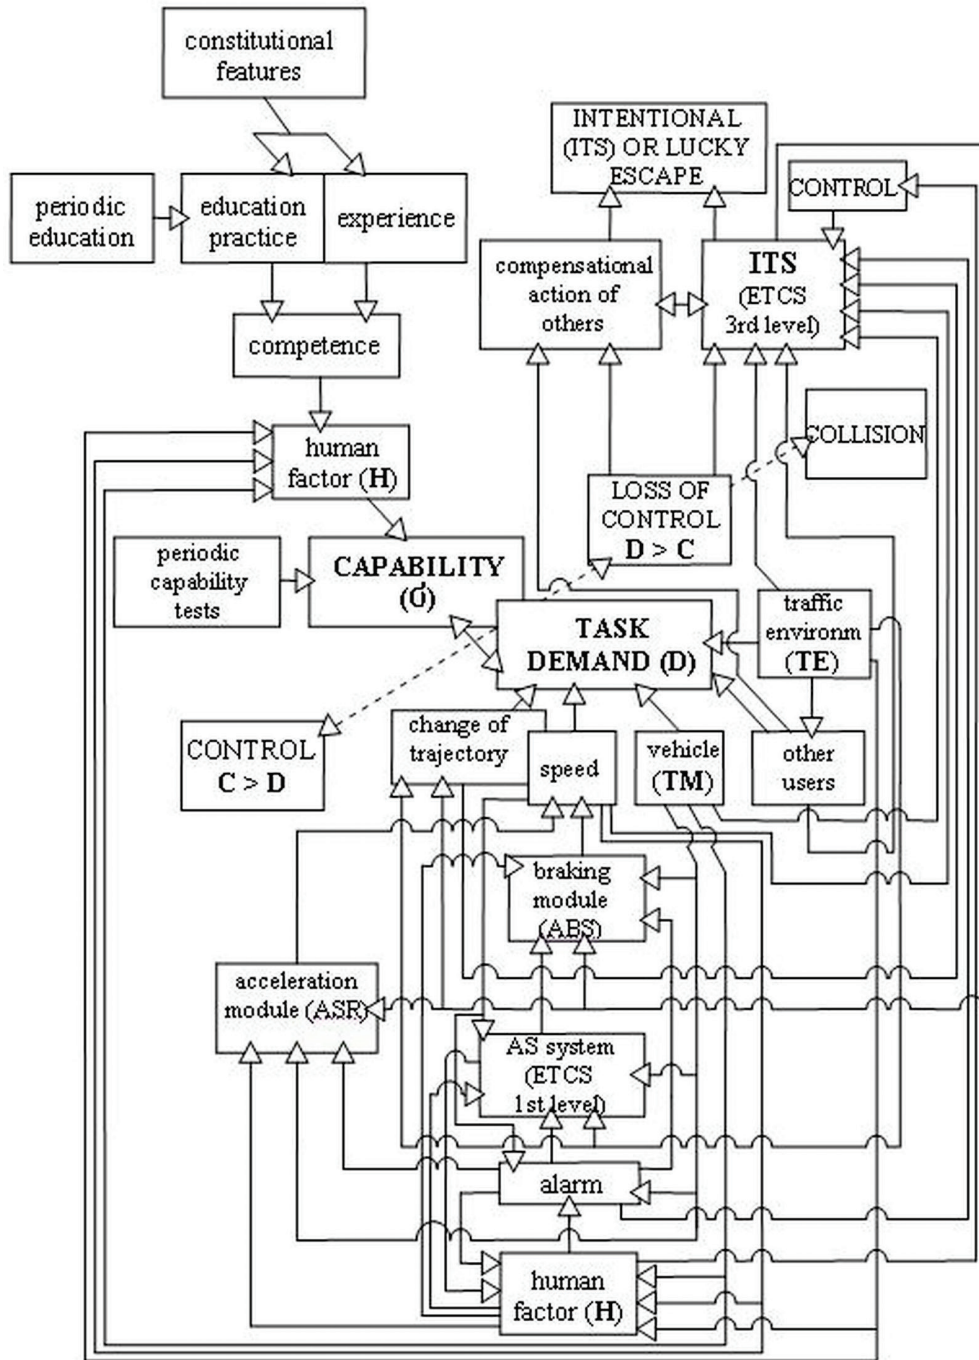 constitutional
features
INTENTIONAL
(ITS) OR LUCKY
ESCAPE
CONTROL
periodic
education
education
practice
experience
compensational
action of
others
ITS
(ETCS
3rd level)
competence
COLLISION
human
factor (H)
LOSS OF
CONTROL
D > C
periodic
capability
tests
CAPABILITY
TASK
DEMAND (D)
traffic
environm
(TE)
CONTROL
C > D
change of
trajectory
speed
vehicle
(TM)
other
users
braking
module
(ABS)
acceleration
module (ASR)
AS system
(ETCS
1st level)
alarm
human
factor (H)